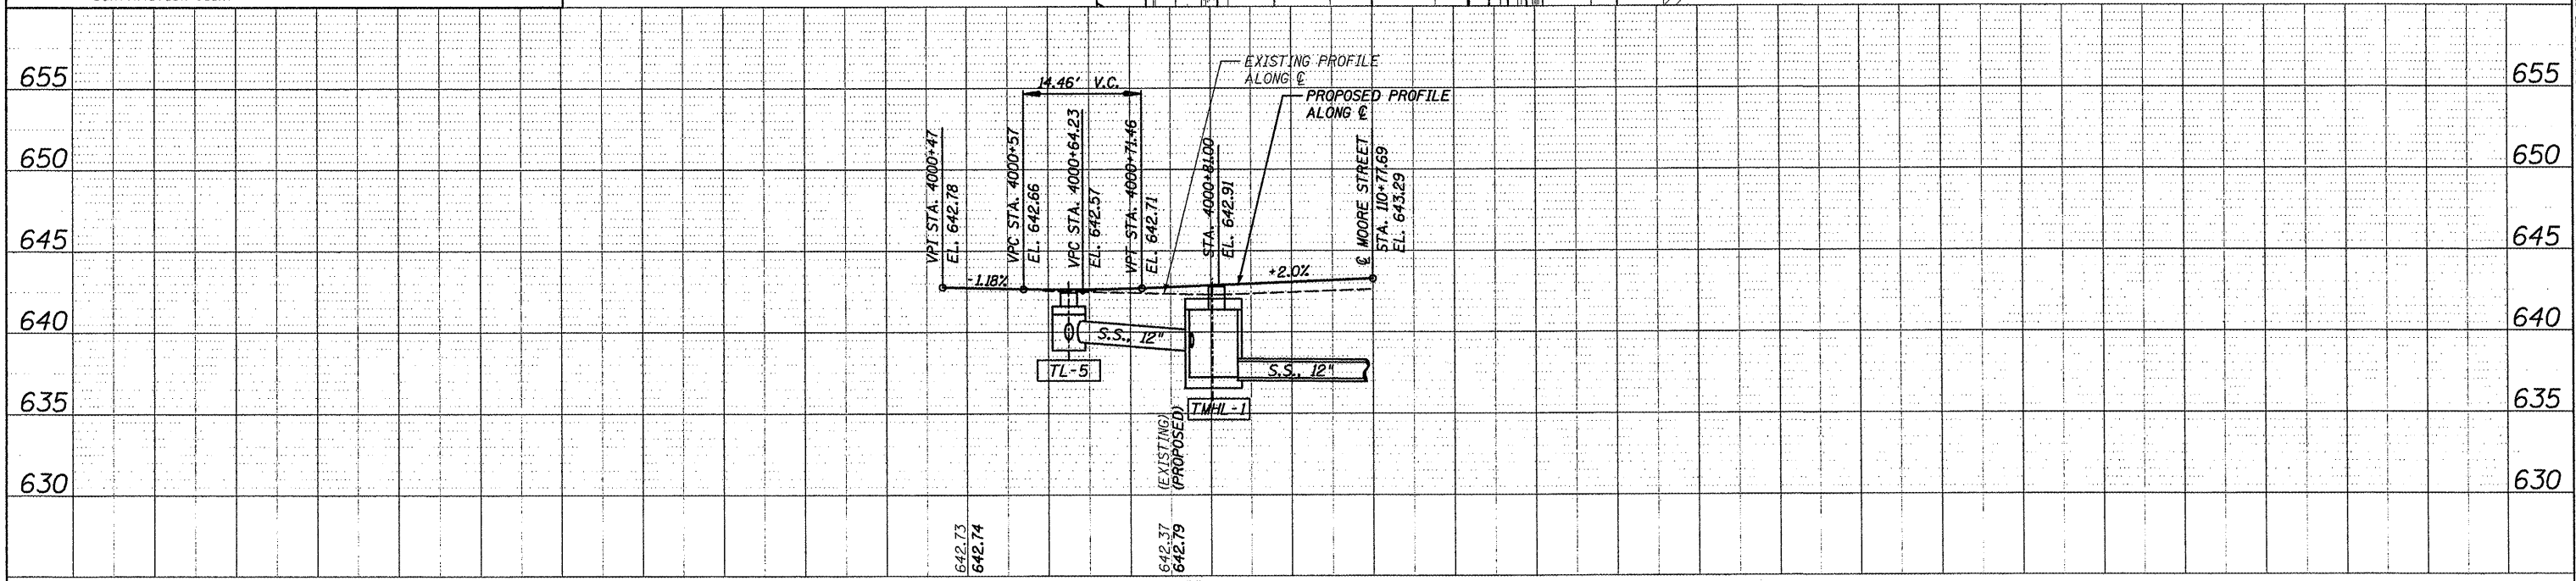 EXISTING PROFILE
ALONG ℄
PROPOSED PROFILE
ALONG ℄
14.46' V.C.
655
655
650
650
645
645
640
640
635
635
630
630
VPI STA. 4000+47
EL. 642.78
VPC STA. 4000+57
EL. 642.66
VPC STA. 4000+64.23
EL. 642.57
VPT STA. 4000+71.46
EL. 642.71
STA. 4000+81.00
EL. 642.91
℄ MOORE STREET
STA. 110+77.69
EL. 643.29
-1.18%
+2.0%
S.S., 12"
S.S., 12"
TL-5
TMHL-1
(EXISTING)
(PROPOSED)
642.73
642.74
642.37
642.79